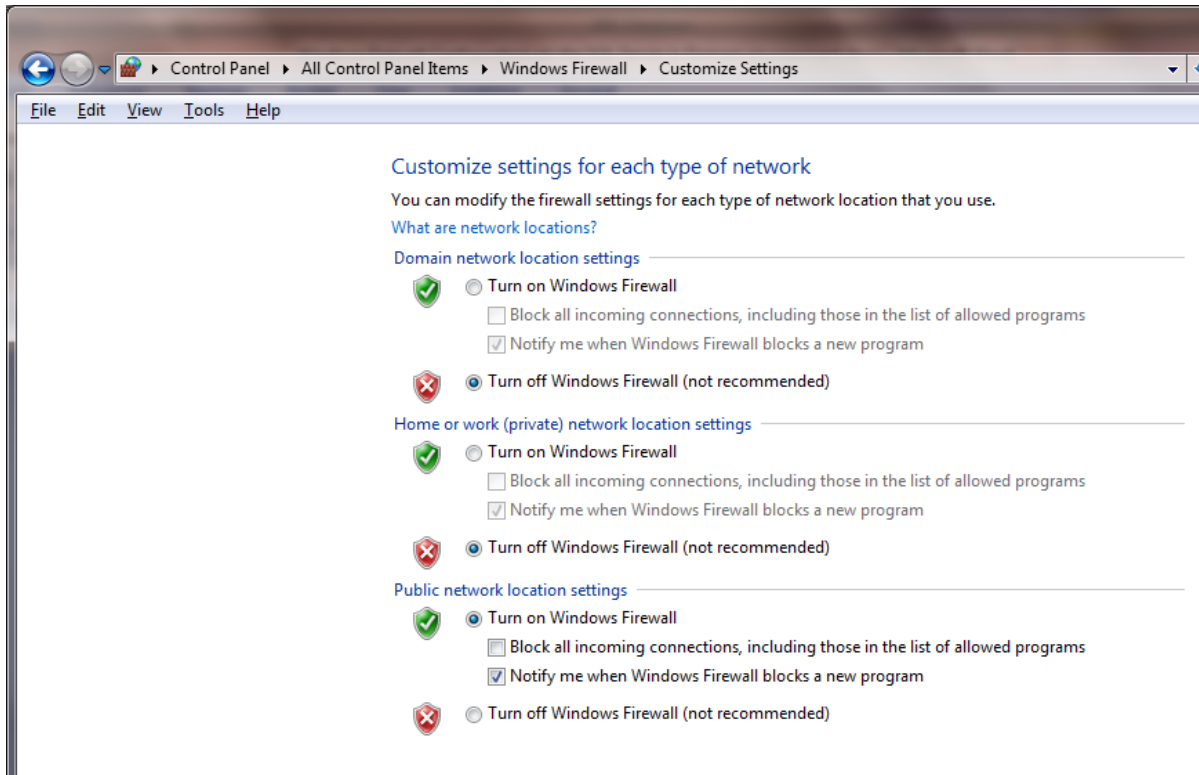 Control Panel All Control Panel Items Windows Firewall Customize Settings
File Edit View Tools Help
Customize settings for each type of network
You can modify the firewall settings for each type of network location that you use.
What are network locations?
Domain network location settings
Turn on Windows Firewall
Block all incoming connections, including those in the list of allowed programs
Notify me when Windows Firewall blocks a new program
Turn off Windows Firewall (not recommended)
Home or work (private) network location settings
Turn on Windows Firewall
Block all incoming connections, including those in the list of allowed programs
Notify me when Windows Firewall blocks a new program
Turn off Windows Firewall (not recommended)
Public network location settings
Turn on Windows Firewall
Block all incoming connections, including those in the list of allowed programs
Notify me when Windows Firewall blocks a new program
Turn off Windows Firewall (not recommended)